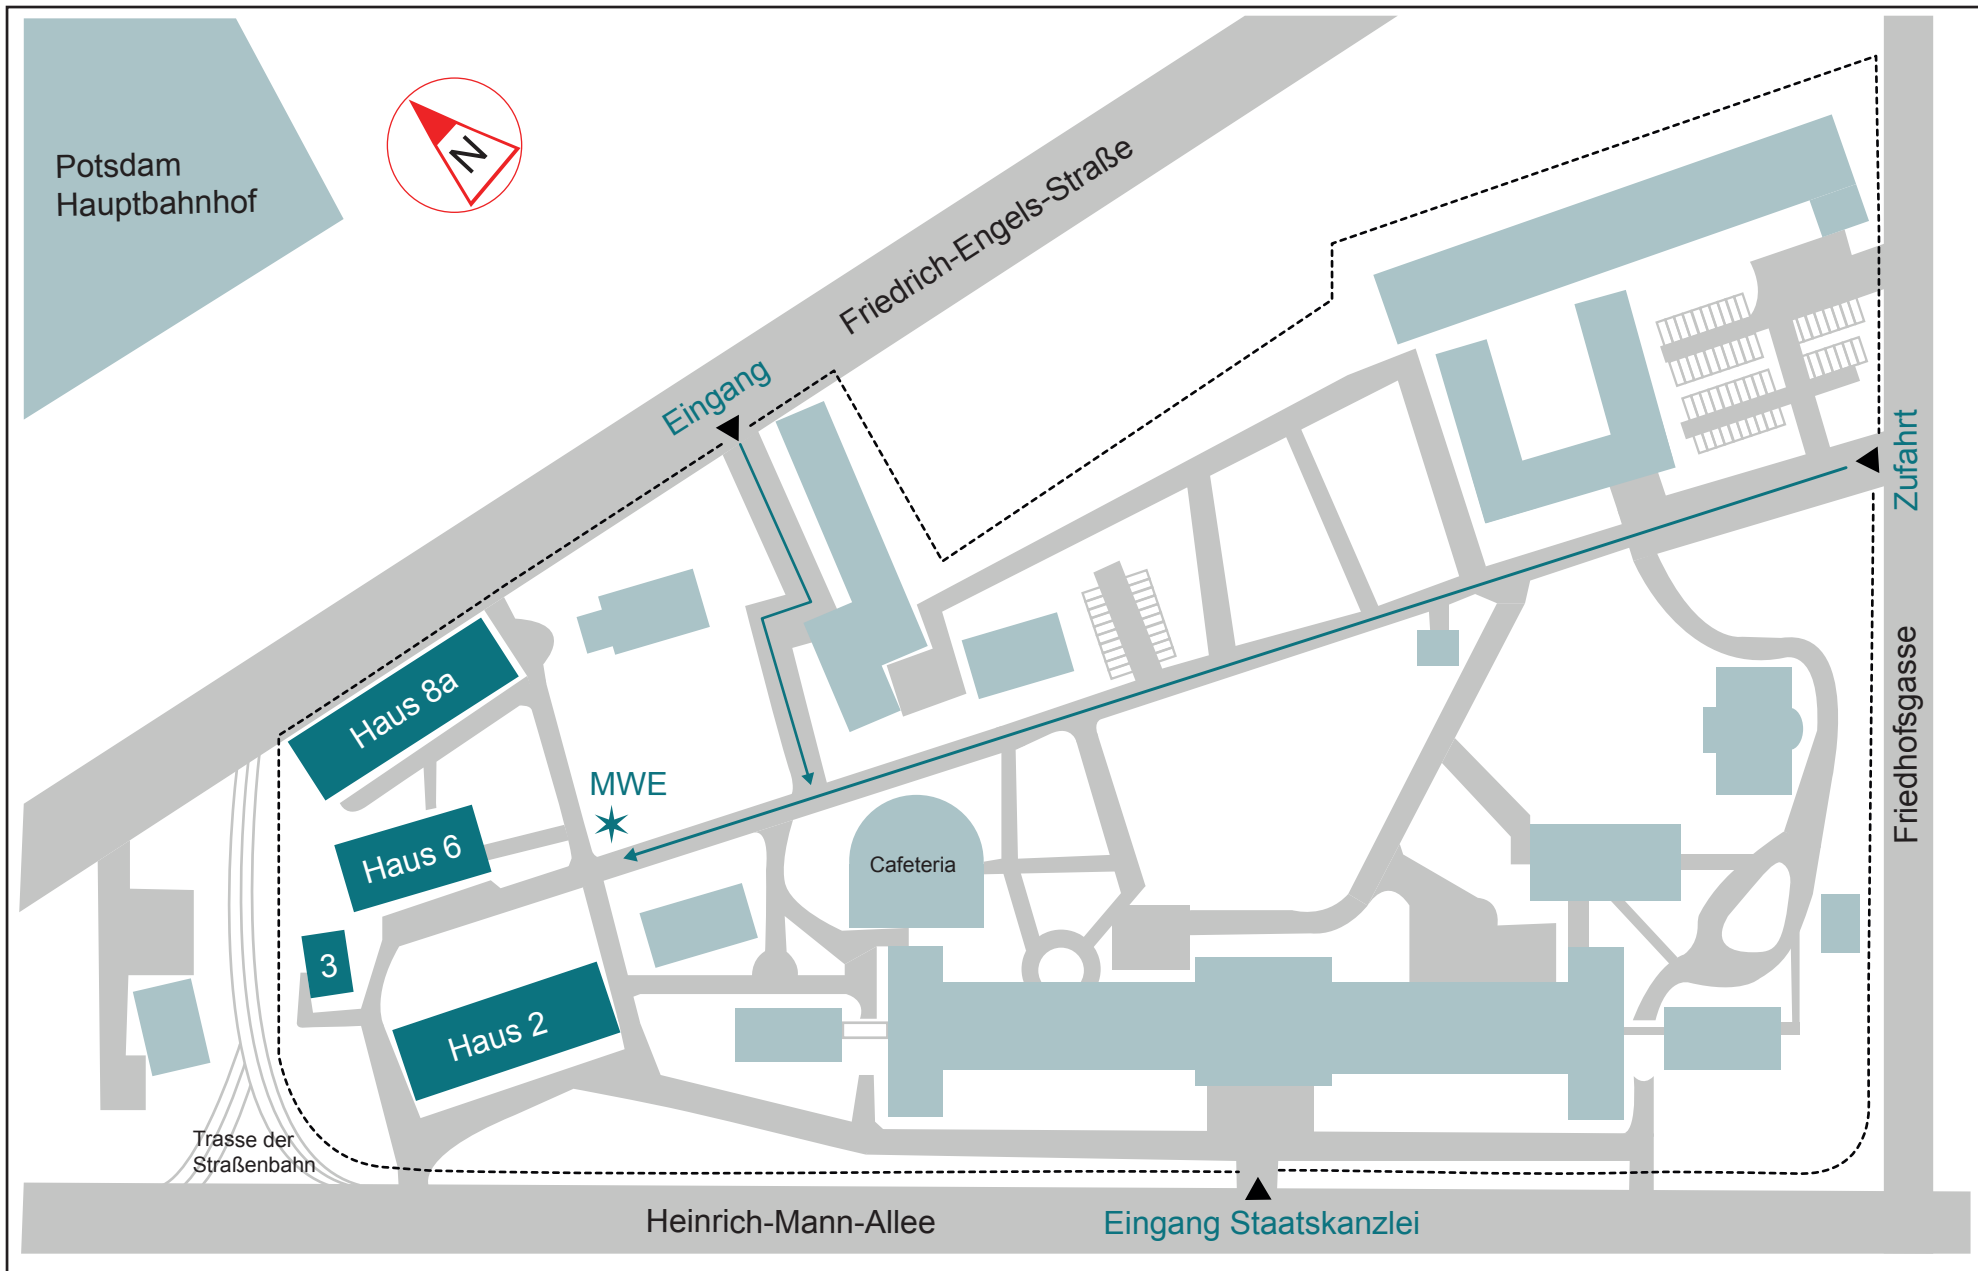 Potsdam
Hauptbahnhof
N
Friedrich-Engels-Straße
Eingang
Zufahrt
Friedhofsgasse
Haus 8a
MWE
Haus 6
Cafeteria
3
Haus 2
Trasse der
Straßenbahn
Heinrich-Mann-Allee
Eingang Staatskanzlei